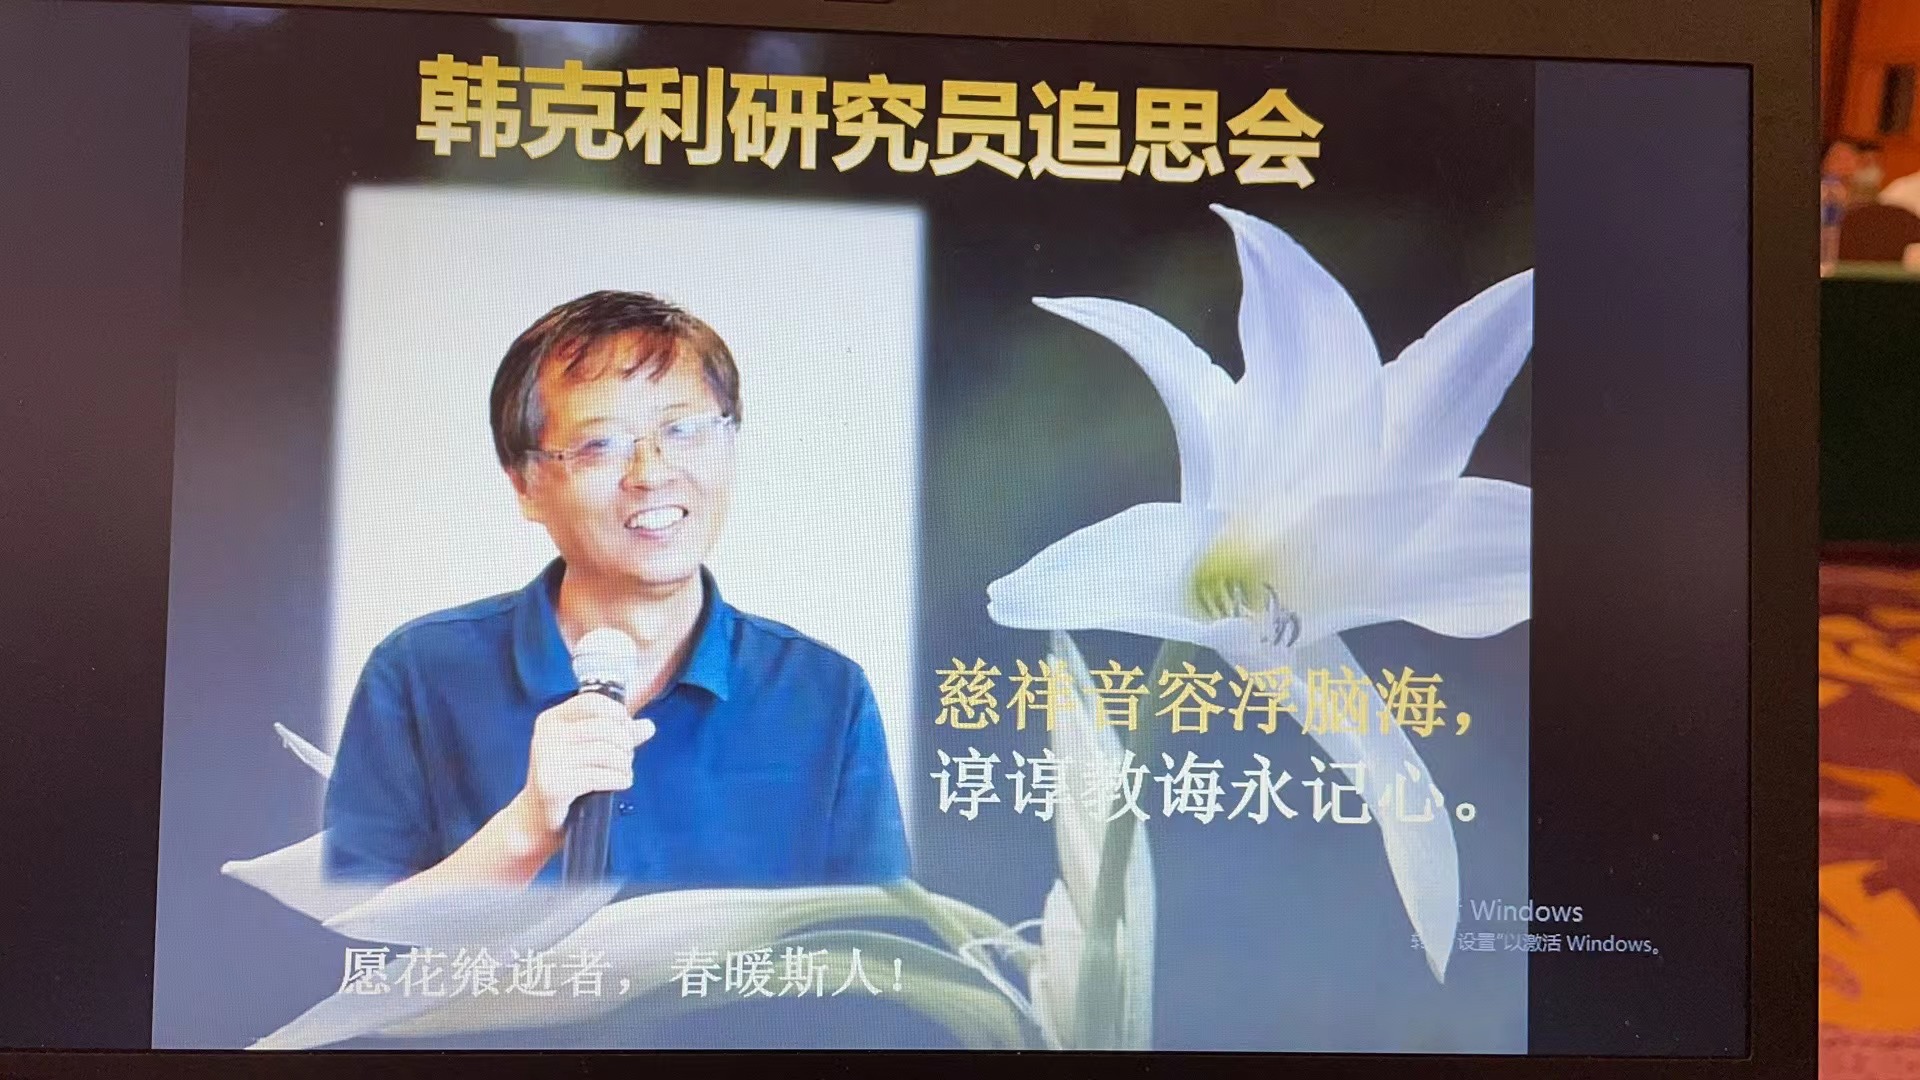 韩克利研究员追思会
慈祥音容浮脑海，
谆谆教诲永记心。
愿花飨逝者，春暖斯人！
Windows
设置"以激活 Windows。